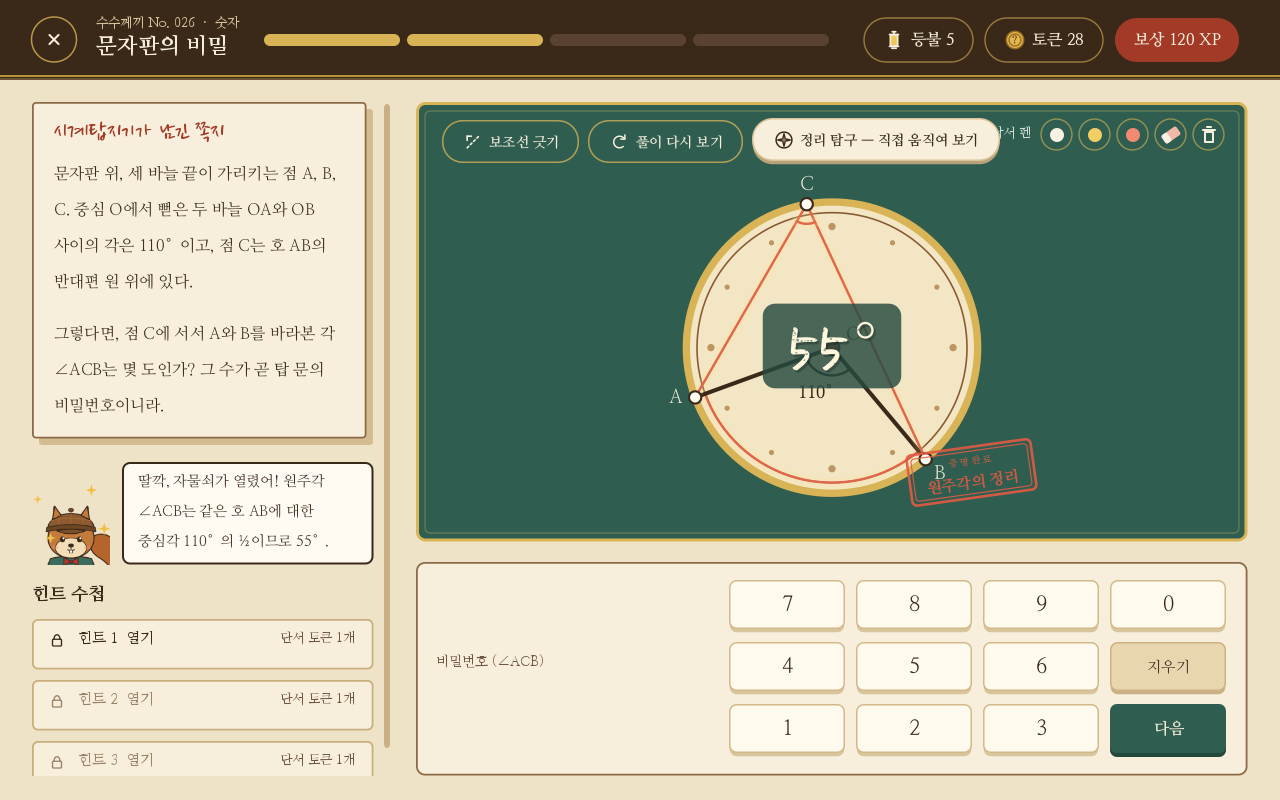 수수께끼 No. 026 · 숫자
문자판의 비밀
등불 5
토큰 28
보상 120 XP
시계탑지기가 남긴 쪽지
문자판 위, 세 바늘 끝이 가리키는 점 A, B,
C. 중심 O에서 뻗은 두 바늘 OA와 OB
사이의 각은 110° 이고, 점 C는 호 AB의
반대편 원 위에 있다.
그렇다면, 점 C에 서서 A와 B를 바라본 각
∠ACB는 몇 도인가? 그 수가 곧 탑 문의
비밀번호이니라.
딸깍, 자물쇠가 열렸어! 원주각
∠ACB는 같은 호 AB에 대한
중심각 110° 의 ½이므로 55° .
힌트 수첩
힌트 1 열기
단서 토큰 1개
힌트 2 열기
단서 토큰 1개
힌트 3 열기
단서 토큰 1개
보조선 긋기
풀이 다시 보기
정리 탐구 — 직접 움직여 보기
펜
C
55°
110°
A
B
증명 완료
원주각의 정리
비밀번호 (∠ACB)
7
8
9
0
4
5
6
지우기
1
2
3
다음